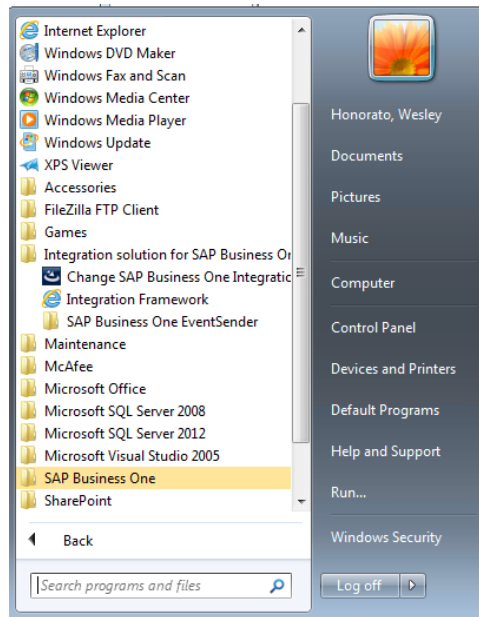 Internet Explorer
Windows DVD Maker
Windows Fax and Scan
Windows Media Center
Windows Media Player
Windows Update
XPS Viewer
Accessories
FileZilla FTP Client
Games
Integration solution for SAP Business Or
Change SAP Business One Integratic
Integration Framework
SAP Business One EventSender
Maintenance
McAfee
Microsoft Office
Microsoft SQL Server 2008
Microsoft SQL Server 2012
Microsoft Visual Studio 2005
SAP Business One
SharePoint
Back
Search programs and files
Honorato, Wesley
Documents
Pictures
Music
Computer
Control Panel
Devices and Printers
Default Programs
Help and Support
Run...
Windows Security
Log off